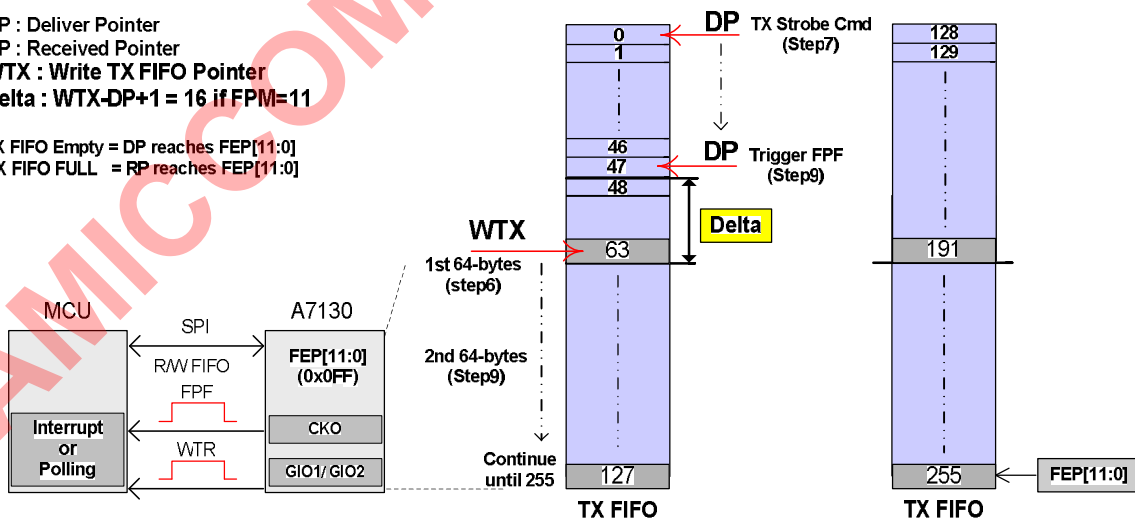 P : Deliver Pointer
P : Received Pointer
WTX : Write TX FIFO Pointer
elta : WTX-DP+1 = 16 if FPM=11
X FIFO Empty = DP reaches FEP[11:0]
X FIFO FULL = RP reaches FEP[11:0]
AMICCOM
MCU
SPI
R/W FIFO
FPF
WTR
Interrupt
or
Polling
A7130
FEP[11:0]
(0x0FF)
CKO
GIO1/ GIO2
WTX
1st 64-bytes
(step6)
2nd 64-bytes
(Step9)
Continue
until 255
0
1
46
47
48
63
127
TX FIFO
DP
TX Strobe Cmd
(Step7)
DP
Trigger FPF
(Step9)
Delta
128
129
191
255
TX FIFO
FEP[11:0]